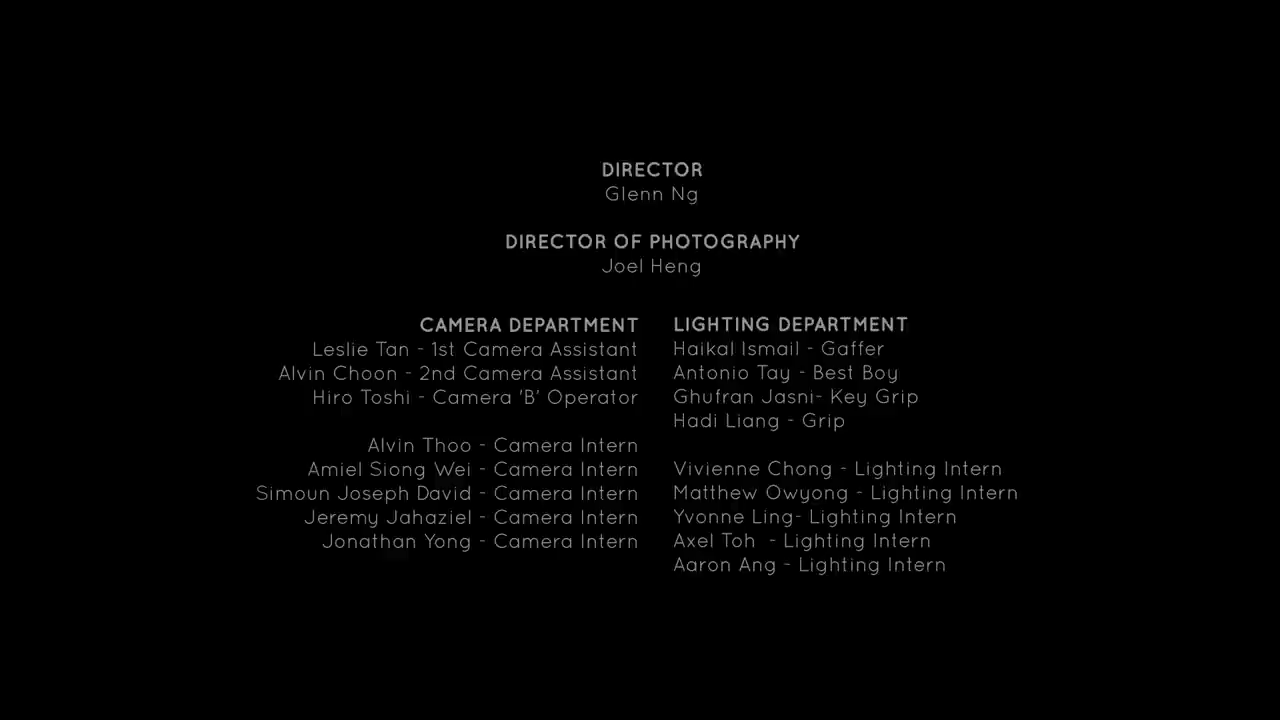 DIRECTOR
Glenn Ng
DIRECTOR OF PHOTOGRAPHY
Joel Heng
CAMERA DEPARTMENT
Leslie Tan - 1st Camera Assistant
Alvin Choon - 2nd Camera Assistant
Hiro Toshi - Camera 'B' Operator
Alvin Thoo - Camera Intern
Amiel Siong Wei - Camera Intern
Simoun Joseph David - Camera Intern
Jeremy Jahaziel - Camera Intern
Jonathan Yong - Camera Intern
LIGHTING DEPARTMENT
Haikal Ismail - Gaffer
Antonio Tay - Best Boy
Ghufran Jasni- Key Grip
Hadi Liang - Grip
Vivienne Chong - Lighting Intern
Matthew Owyong - Lighting Intern
Yvonne Ling- Lighting Intern
Axel Toh  - Lighting Intern
Aaron Ang - Lighting Intern